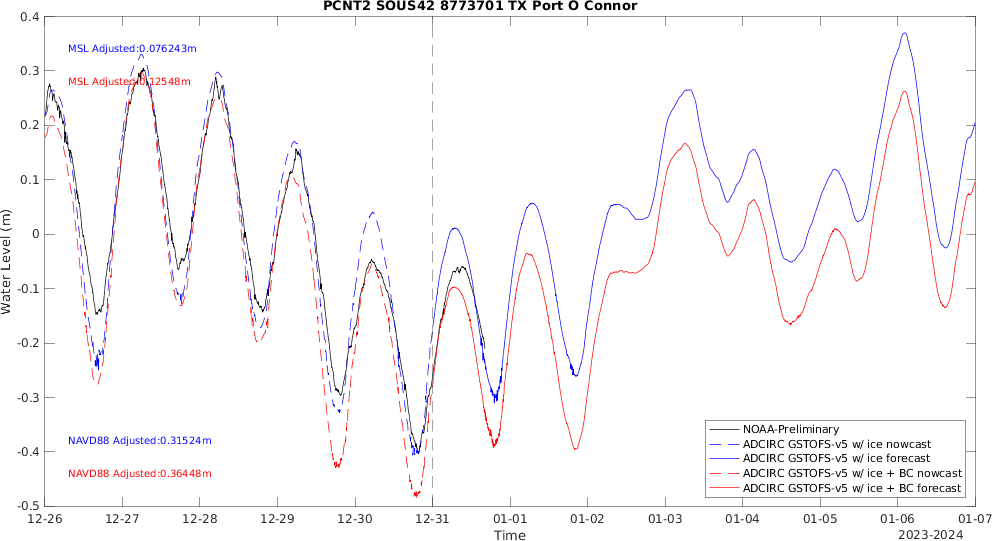 PCNT2 SOUS42 8773701 TX Port O Connor
0.4
0.3
0.2
0.1
0
-0.1
-0.2
-0.3
-0.4
-0.5
Water Level (m)
MSL Adjusted:0.076243m
MSL Adjusted:0.12548m
NAVD88 Adjusted:0.31524m
NAVD88 Adjusted:0.36448m
NOAA-Preliminary
ADCIRC GSTOFS-v5 w/ ice nowcast
ADCIRC GSTOFS-v5 w/ ice forecast
ADCIRC GSTOFS-v5 w/ ice + BC nowcast
ADCIRC GSTOFS-v5 w/ ice + BC forecast
12-26 12-27 12-28 12-29 12-30 12-31 01-01 01-02 01-03 01-04 01-05 01-06 01-07
Time
2023-2024